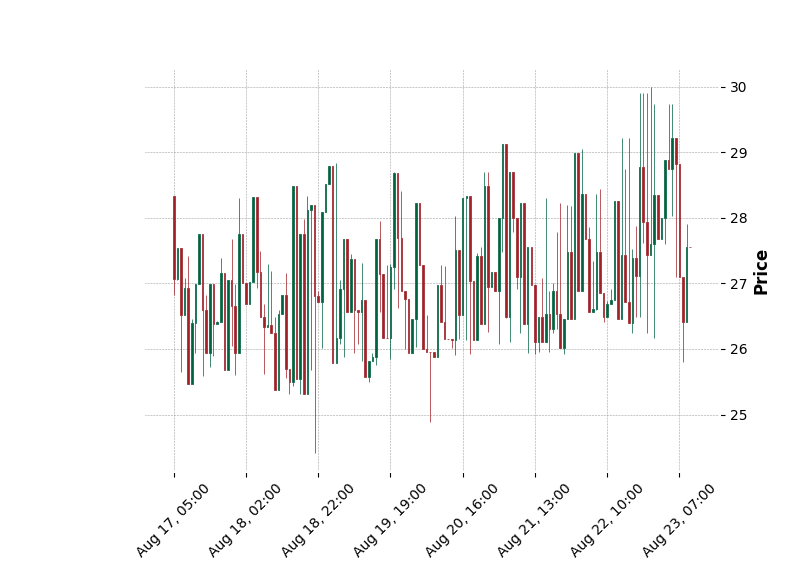 30
29
28
27
26
25
Price
Aug 17, 05:00
Aug 18, 02:00
Aug 18, 22:00
Aug 19, 19:00
Aug 20, 16:00
Aug 21, 13:00
Aug 22, 10:00
Aug 23, 07:00